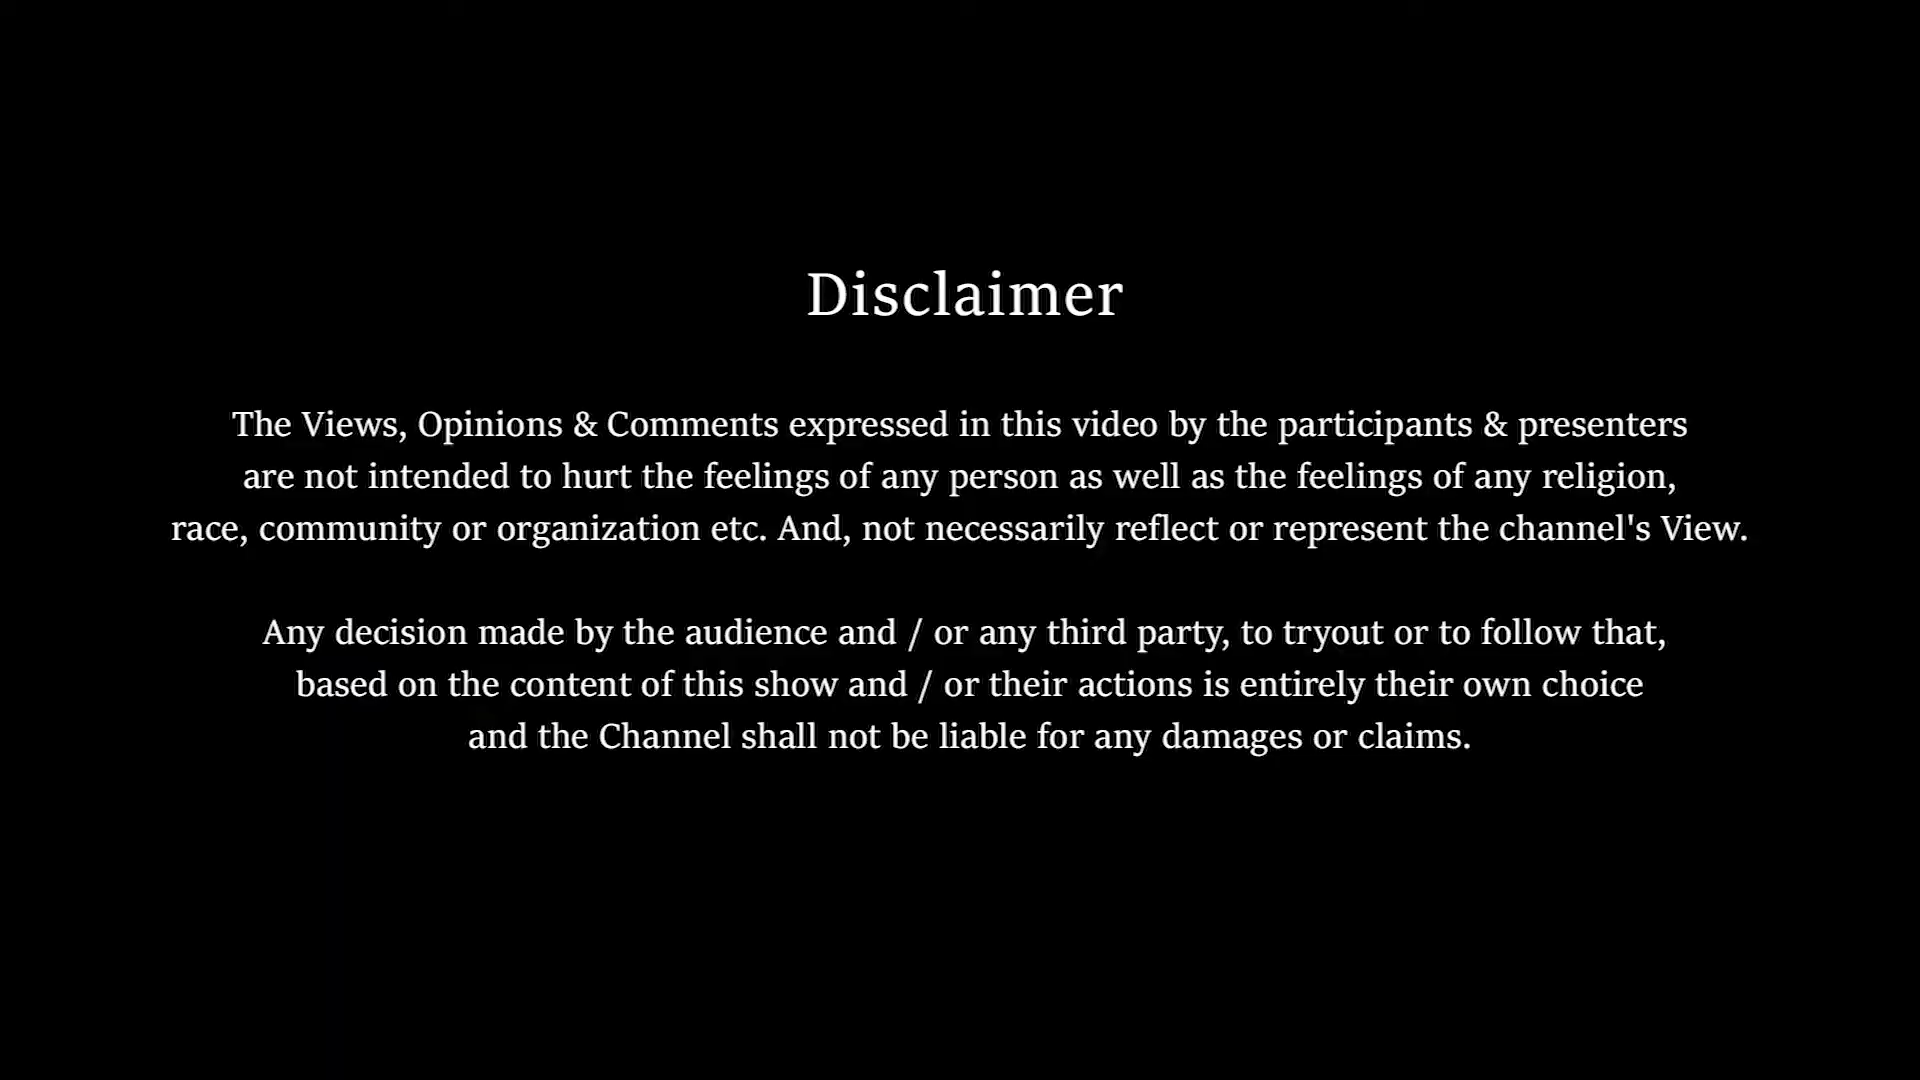 Disclaimer
The Views, Opinions & Comments expressed in this video by the participants & presenters
are not intended to hurt the feelings of any person as well as the feelings of any religion,
race, community or organization etc. And, not necessarily reflect or represent the channel's View.
Any decision made by the audience and / or any third party, to tryout or to follow that,
based on the content of this show and / or their actions is entirely their own choice
and the Channel shall not be liable for any damages or claims.